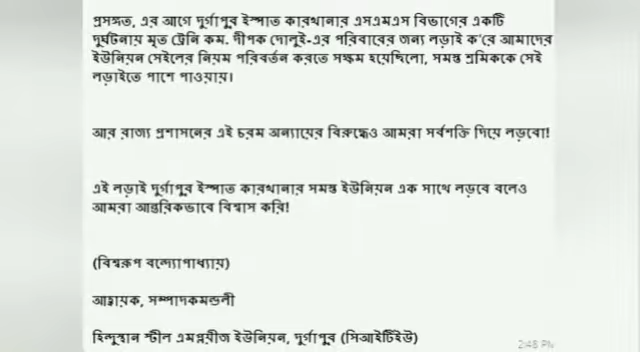 প্রসঙ্গত, এর আগে দুর্গাপুর ইস্পাত কারখানার এসএমএস বিভাগের একটি
দুর্ঘটনায় মৃত ট্রেনি কম. দীপক দোলুই-এর পরিবারের জন্য লড়াই ক'রে আমাদের
ইউনিয়ন সেইলের নিয়ম পরিবর্তন করতে সক্ষম হয়েছিলো, সমস্ত শ্রমিককে সেই
লড়াইতে পাশে পাওয়ায়।
আর রাজ্য প্রশাসনের এই চরম অন্যায়ের বিরুদ্ধেও আমরা সর্বশক্তি দিয়ে লড়বো!
এই লড়াই দুর্গাপুর ইস্পাত কারখানার সমস্ত ইউনিয়ন এক সাথে লড়বে বলেও
আমরা আন্তরিকভাবে বিশ্বাস করি!
(বিশ্বরূপ বন্দ্যোপাধ্যায়)
আহ্বায়ক, সম্পাদকমন্ডলী
হিন্দুস্থান স্টীল এমপ্লয়ীজ ইউনিয়ন, দুর্গাপুর (সিআইটিইউ)
2:48 PM